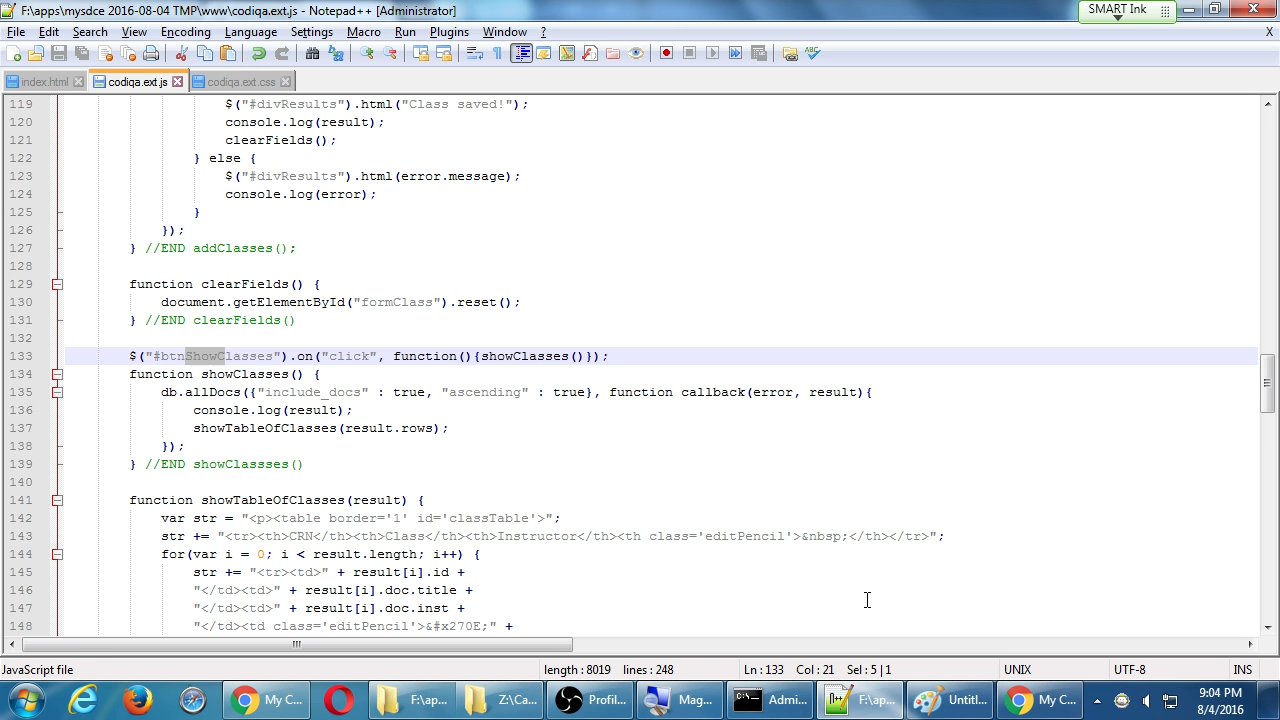 F:\apps\mysdce 2016-08-04 TMP\www\codiqa.ext.js - Notepad++ [Administrator]
SMART Ink
File Edit Search View Encoding Language Settings Macro Run Plugins Window ?
X
index.html codiqa.ext.js codiqa.ext.css
119 $("#divResults").html("Class saved!");
120 console.log(result);
121 clearFields();
122 } else {
123 $("#divResults").html(error.message);
124 console.log(error);
125 }
126 });
127 } //END addClasses();
128
129 function clearFields() {
130 document.getElementById("formClass").reset();
131 } //END clearFields()
132
133 $("#btnShowClasses").on("click", function(){showClasses()});
134 function showClasses() {
135 db.allDocs({"include_docs" : true, "ascending" : true}, function callback(error, result){
136 console.log(result);
137 showTableOfClasses(result.rows);
138 });
139 } //END showClassses()
140
141 function showTableOfClasses(result) {
142 var str = "<p><table border='1' id='classTable'>";
143 str += "<tr><th>CRN</th><th>Class</th><th>Instructor</th><th class='editPencil'>&nbsp;</th></tr>";
144 for(var i = 0; i < result.length; i++) {
145 str += "<tr><td>" + result[i].id +
146 "</td><td>" + result[i].doc.title +
147 "</td><td>" + result[i].doc.inst +
148 "</td><td class='editPencil'>&#x270E;" +
JavaScript file length : 8019 lines : 248 Ln : 133 Col : 21 Sel : 5 | 1 UNIX UTF-8 INS
My C... F:\ap... Z:\Ca... Profil... Mag... Admi... F:\ap... Untitl... My C... 9:04 PM
8/4/2016